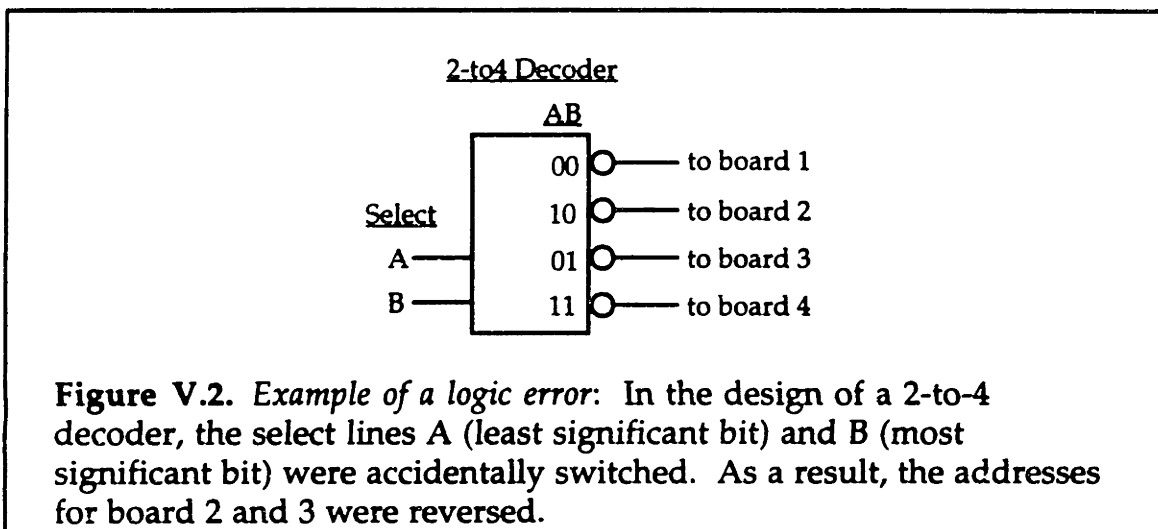 2-to4 Decoder
AB
00 to board 1
Select 10 to board 2
A 01 to board 3
B 11 to board 4
Figure V.2. Example of a logic error: In the design of a 2-to-4
decoder, the select lines A (least significant bit) and B (most
significant bit) were accidentally switched. As a result, the addresses
for board 2 and 3 were reversed.